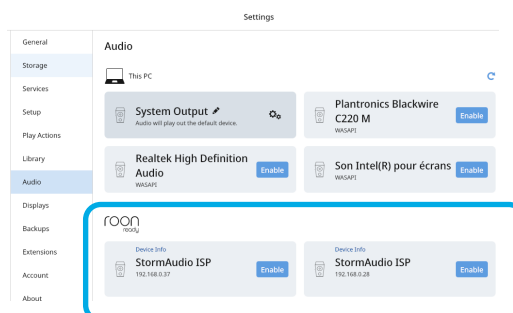 Settings
General
Storage
Services
Setup
Play Actions
Library
Audio
Displays
Backups
Extensions
Account
About
Audio
This PC
System Output
Audio will play out the default device.
Plantronics Blackwire
C220 M
WASAPI
Enable
Realtek High Definition
Audio
WASAPI
Enable
Son Intel(R) pour écrans
WASAPI
Enable
roon
ready
Device Info
StormAudio ISP
192.168.0.37
Enable
Device Info
StormAudio ISP
192.168.0.28
Enable